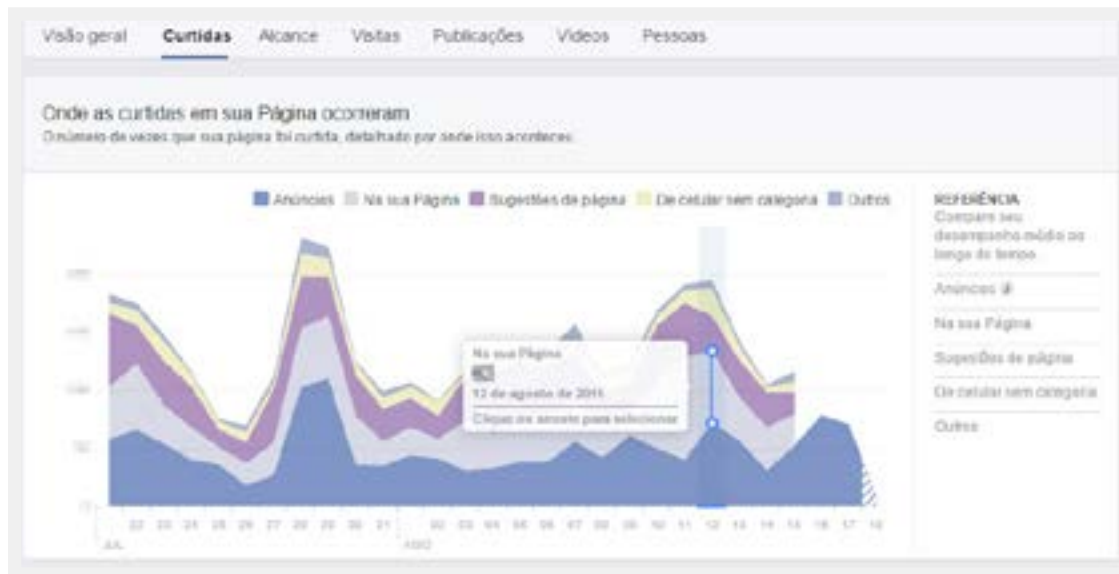 Visão geral Curtidas Alcance Visitas Publicações Vídeos Pessoas
Onde as curtidas em sua Página ocorreram
O número de vezes que sua página foi curtida, detalhado por onde isso aconteceu.
Anúncios Na sua Página Sugestões de página De celular sem categoria Outros
REFERÊNCIA
Compare seu
desempenho médio ao
longo do tempo.
Anúncios
Na sua Página
Sugestões de página
De celular sem categoria
Outros
Na sua Página
12 de agosto de
Clique ou arraste para selecionar
22 23 24 25 26 27 28 29 30 31 02 03 04 05 06 07 08 09 10 11 12 13 14 15 16 17 18
JUL AGO